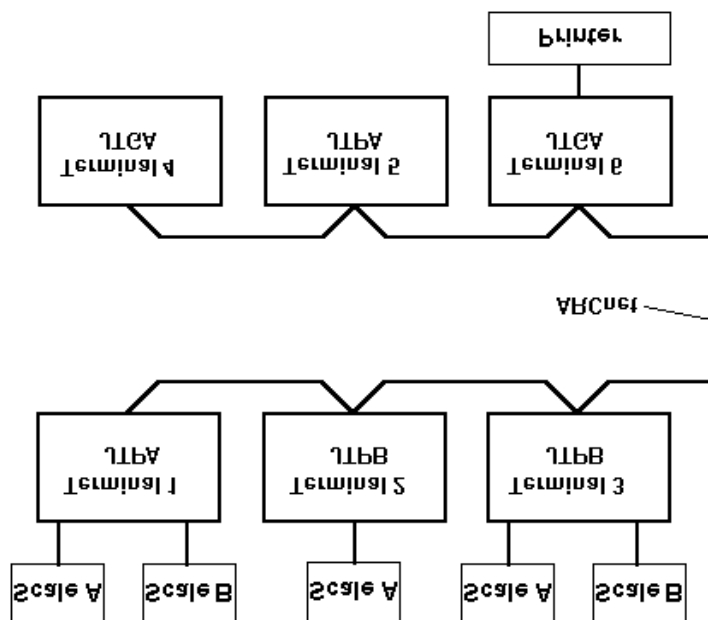 Scale A
Scale B
Scale A
Scale A
Scale B
Terminal 1
JTPA
Terminal 2
JTPB
Terminal 3
JTPB
ARCnet
Terminal 4
JTGA
Terminal 5
JTPA
Terminal 6
JTGA
Printer